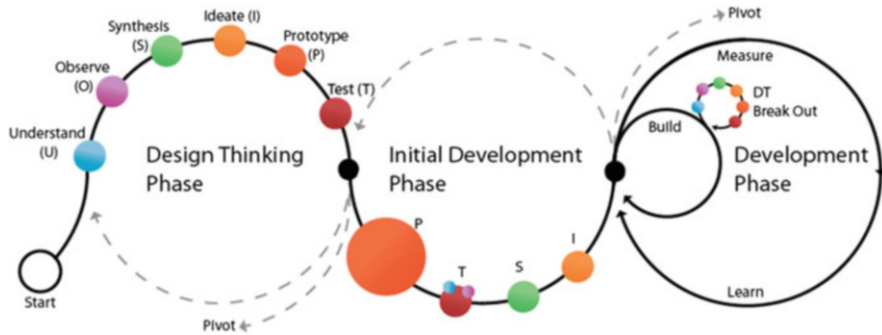 Ideate (I)
Prototype
(P)
Synthesis
(S)
Observe
(O)
Test (T)
Understand
(U)
Design Thinking
Phase
Start
Pivot
Initial Development
Phase
P
T
S
I
Pivot
Measure
DT
Break Out
Build
Development
Phase
Learn